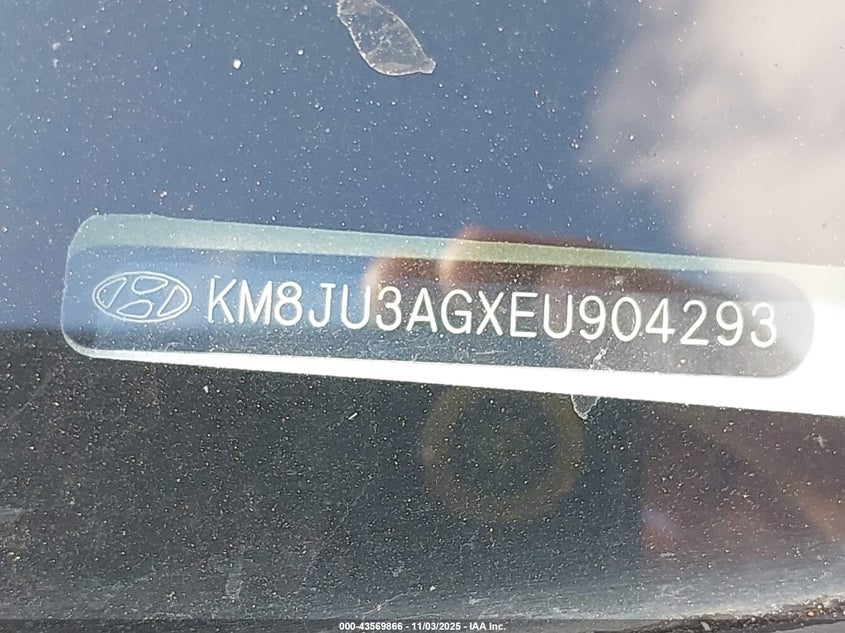 KM8JU3AGXEU904293
000-43569866 - 11/03/2025 - IAA Inc.